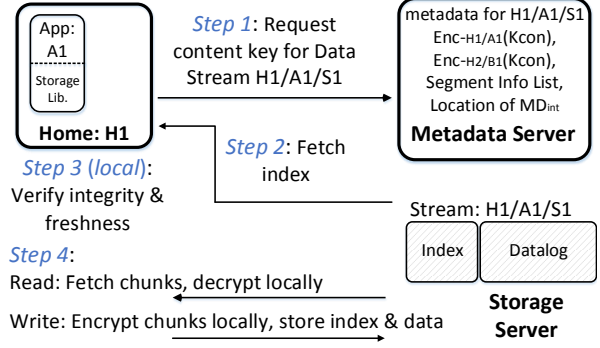 App:
A1
Storage
Lib.
Home: H1
Step 1: Request
content key for Data
Stream H1/A1/S1
metadata for H1/A1/S1
Enc-H1/A1(Kcon),
Enc-H2/B1(Kcon),
Segment Info List,
Location of MDint
Metadata Server
Step 2: Fetch
index
Step 3 (local):
Verify integrity &
freshness
Stream: H1/A1/S1
Index
Datalog
Storage
Server
Step 4:
Read: Fetch chunks, decrypt locally
Write: Encrypt chunks locally, store index & data